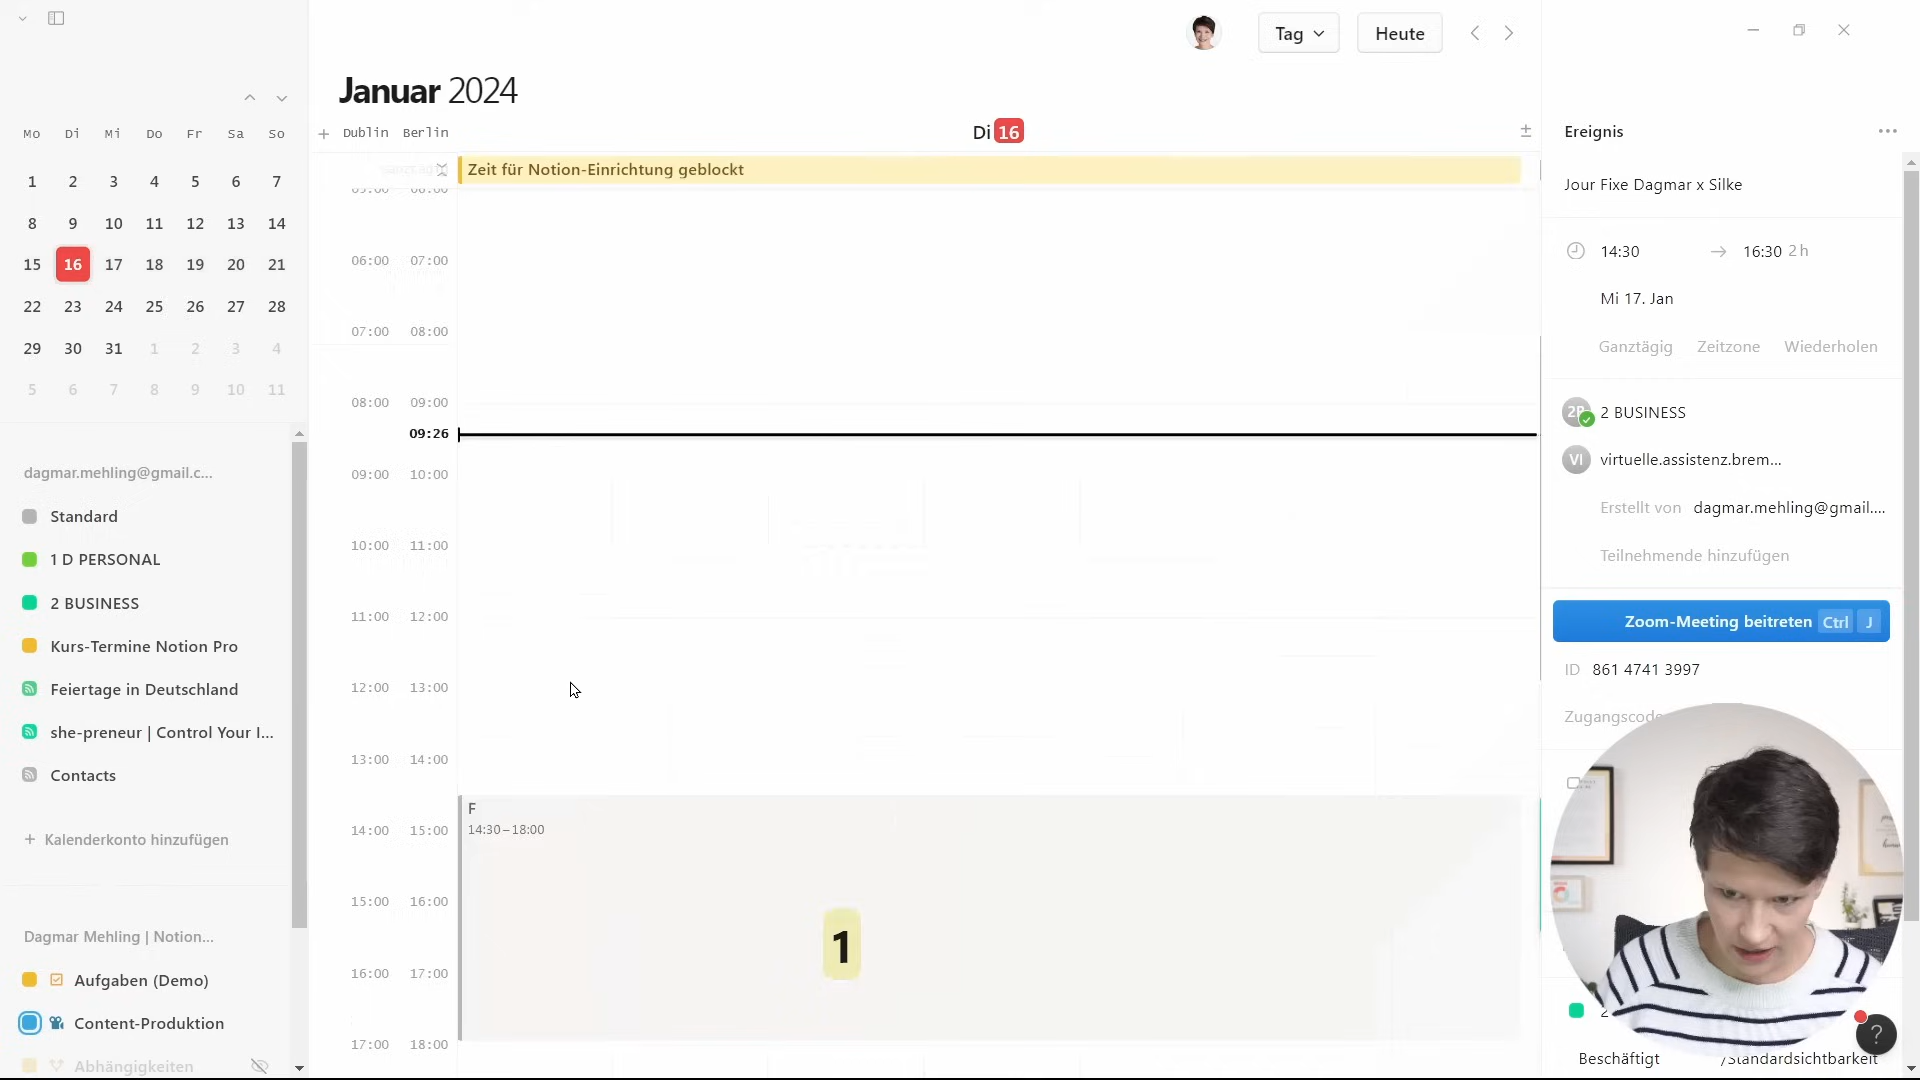 Tag
Heute
Januar 2024
Mo Di Mi Do Fr Sa So
1 2 3 4 5 6 7
8 9 10 11 12 13 14
15 16 17 18 19 20 21
22 23 24 25 26 27 28
29 30 31 1 2 3 4
5 6 7 8 9 10 11
dagmar.mehling@gmail.c...
Standard
1 D PERSONAL
2 BUSINESS
Kurs-Termine Notion Pro
Feiertage in Deutschland
she-preneur | Control Your I...
Contacts
+ Kalenderkonto hinzufügen
Dagmar Mehling | Notion...
Aufgaben (Demo)
Content-Produktion
Abhängigkeiten
+ Dublin Berlin
Di 16
Zeit für Notion-Einrichtung geblockt
06:00 07:00
07:00 08:00
08:00 09:00
09:26
09:00 10:00
10:00 11:00
11:00 12:00
12:00 13:00
13:00 14:00
F
14:30–18:00
14:00 15:00
15:00 16:00
1
16:00 17:00
17:00 18:00
Ereignis
Jour Fixe Dagmar x Silke
14:30 → 16:30 2 h
Mi 17. Jan
Ganztägig Zeitzone Wiederholen
2 BUSINESS
VI virtuelle.assistenz.brem...
Erstellt von dagmar.mehling@gmail....
Teilnehmende hinzufügen
Zoom-Meeting beitreten Ctrl J
ID 861 4741 3997
Zugangscode
2
?
Beschäftigt /Standardsichtbarkeit